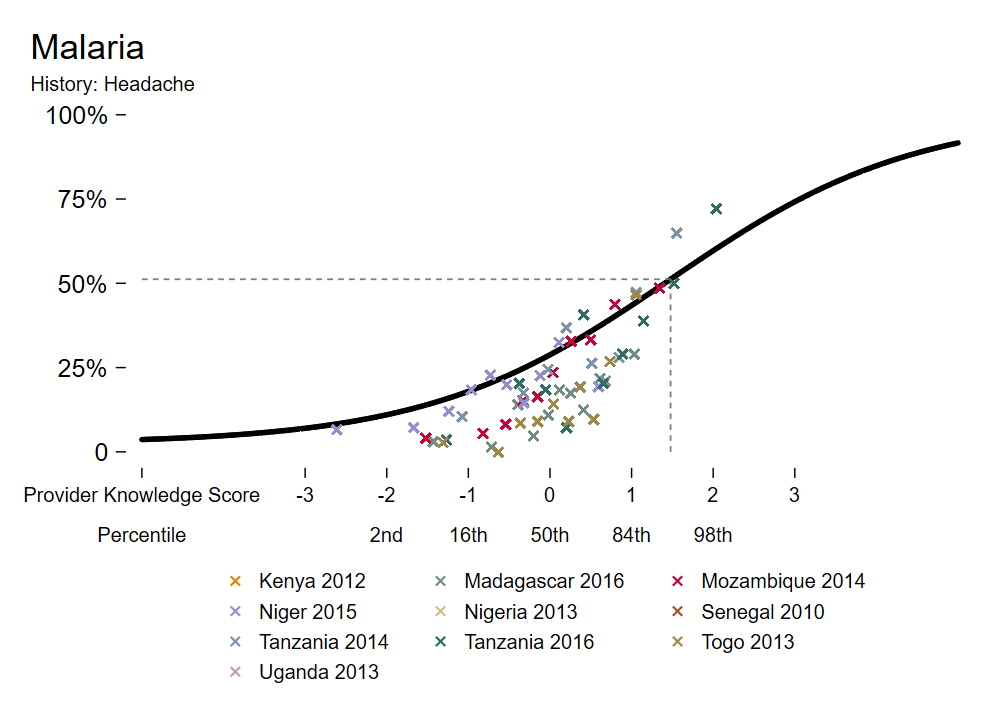 Malaria
History: Headache
100%
75%
50%
25%
0
Provider Knowledge Score -3 -2 -1 0 1 2 3
Percentile 2nd 16th 50th 84th 98th
Kenya 2012 Madagascar 2016 Mozambique 2014
Niger 2015 Nigeria 2013 Senegal 2010
Tanzania 2014 Tanzania 2016 Togo 2013
Uganda 2013